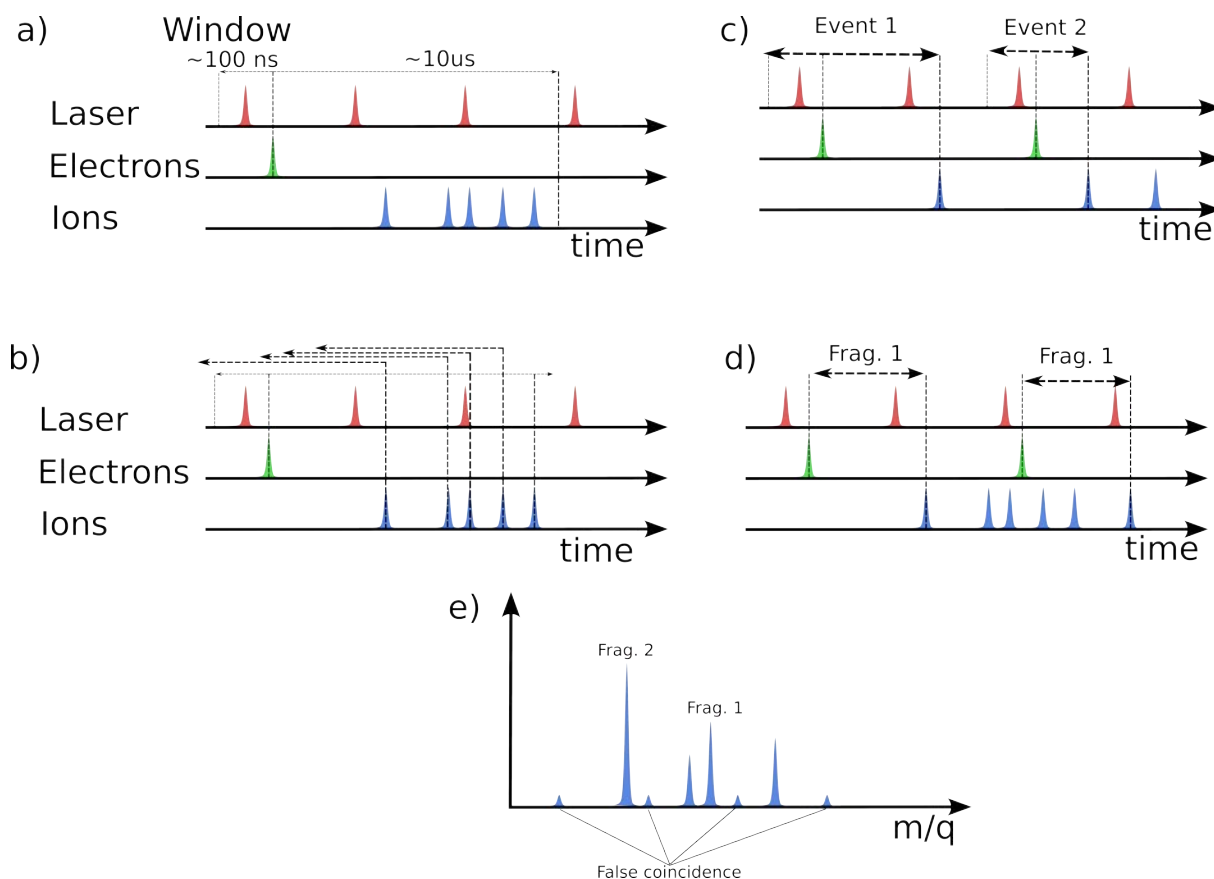 a)
Window
~100 ns
~10us
Laser
Electrons
Ions
time
c)
Event 1
Event 2
time
b)
Laser
Electrons
Ions
time
d)
Frag. 1
Frag. 1
time
e)
Frag. 2
Frag. 1
m/q
False coincidence